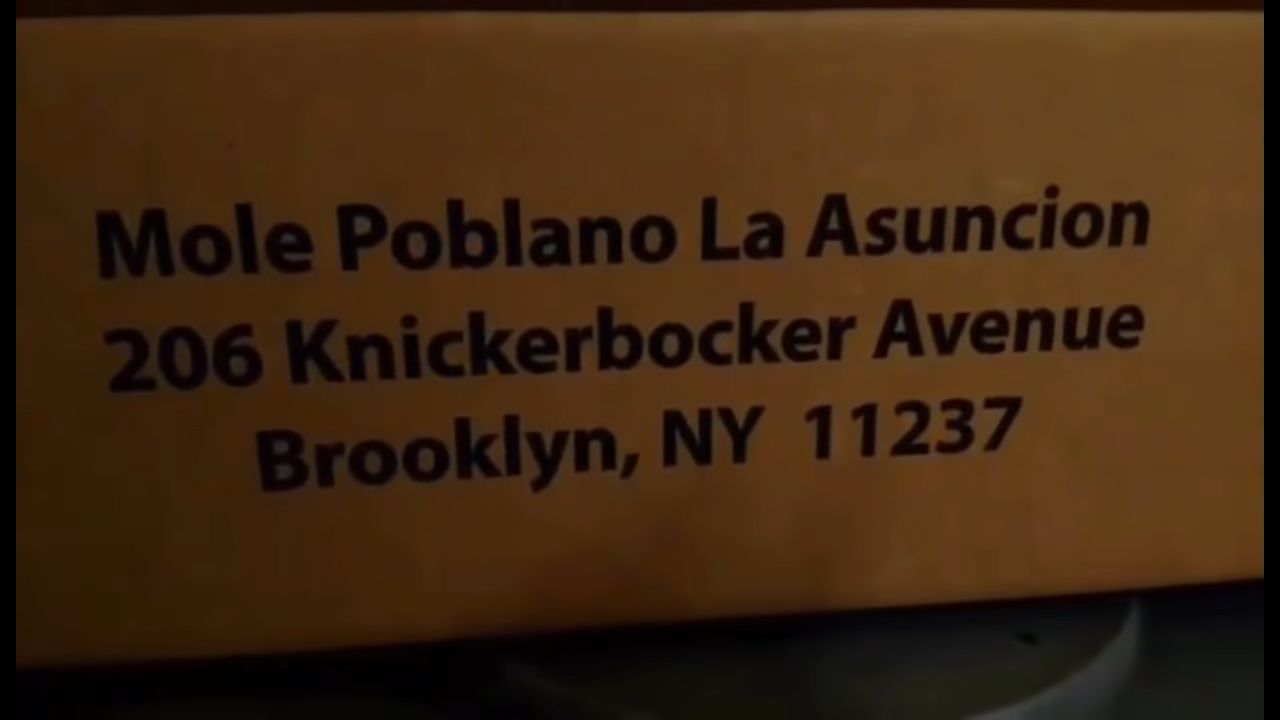 Mole Poblano La Asuncion
206 Knickerbocker Avenue
Brooklyn, NY 11237